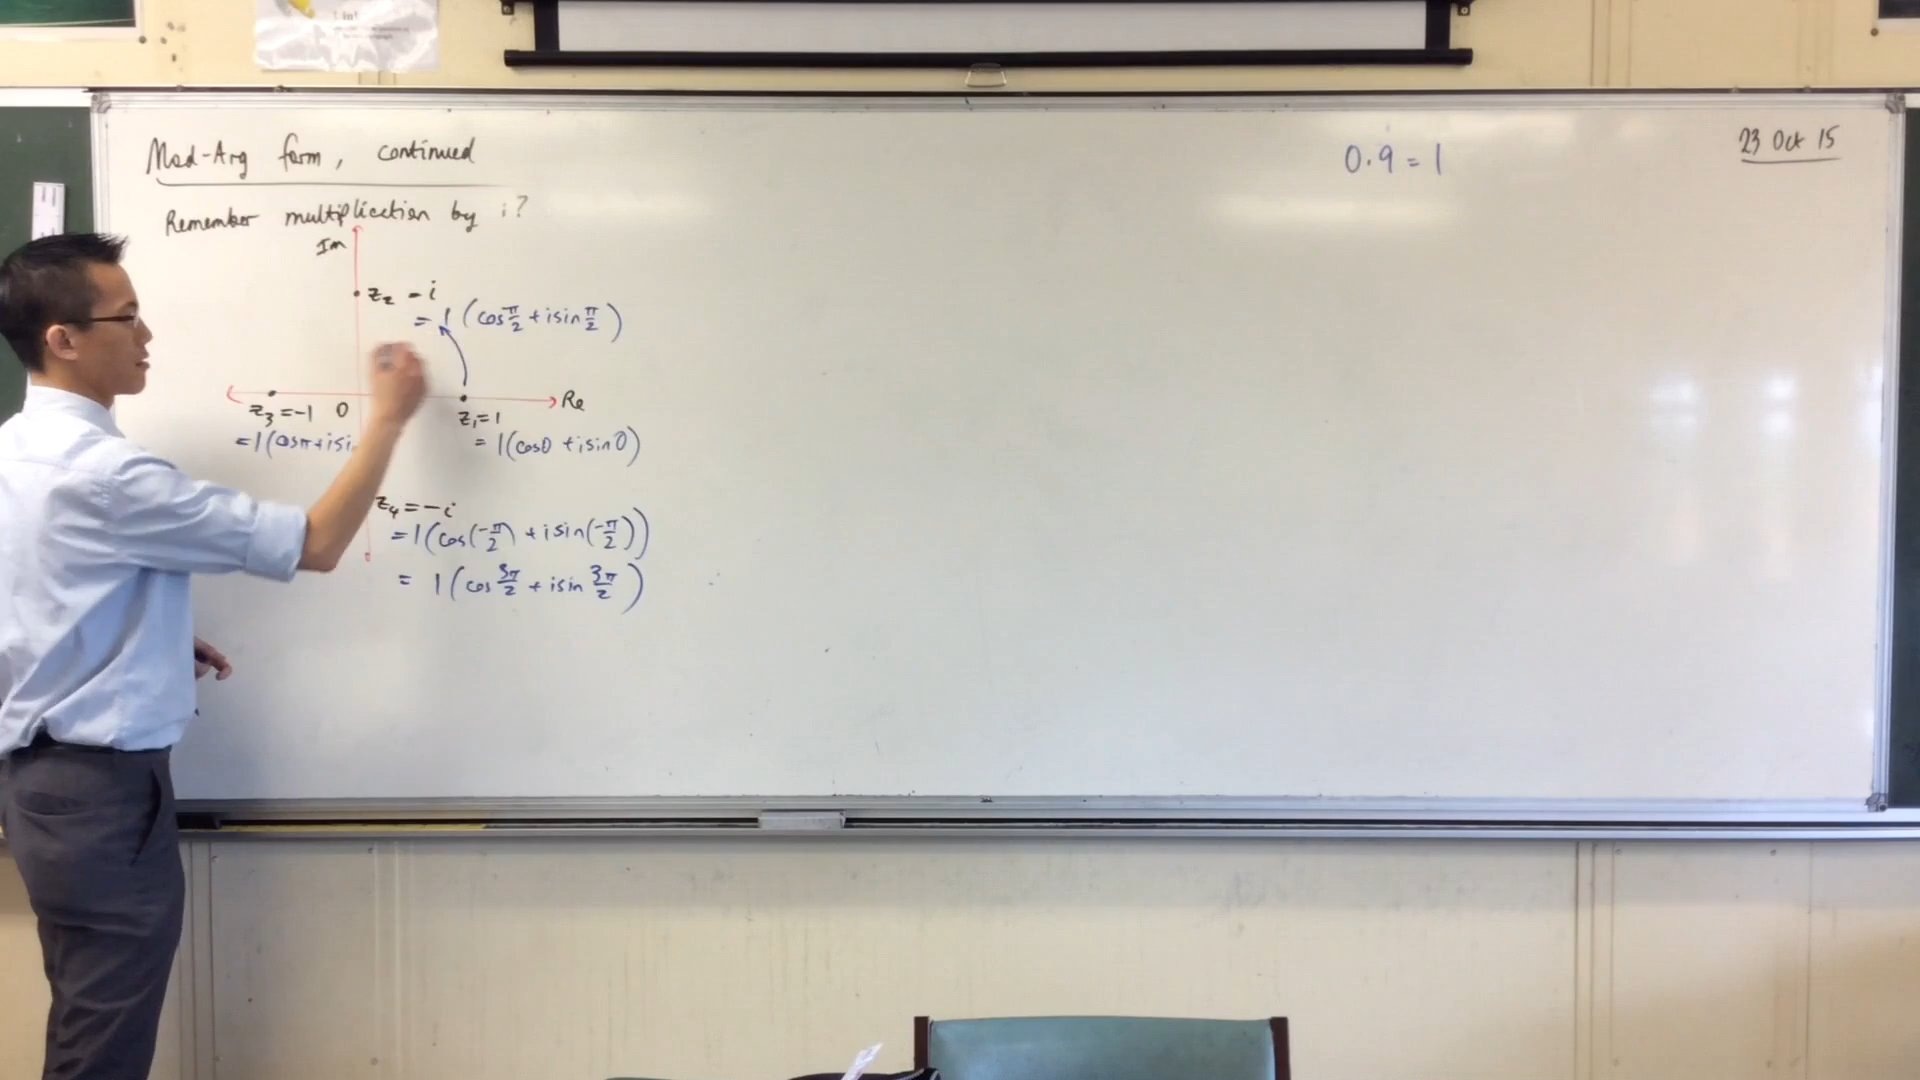 Mod-Arg form, continued
Remember multiplication by i?
Im
z₂ = i
= 1 (cos π/2 + i sin π/2)
Re
z₃ = -1
0
z₁ = 1
= 1(cos π + i si
= 1(cos 0 + i sin 0)
z₄ = -i
= 1(cos(-π/2) + i sin(-π/2))
= 1(cos 3π/2 + i sin 3π/2)
0.9̇ = 1
23 Oct 15